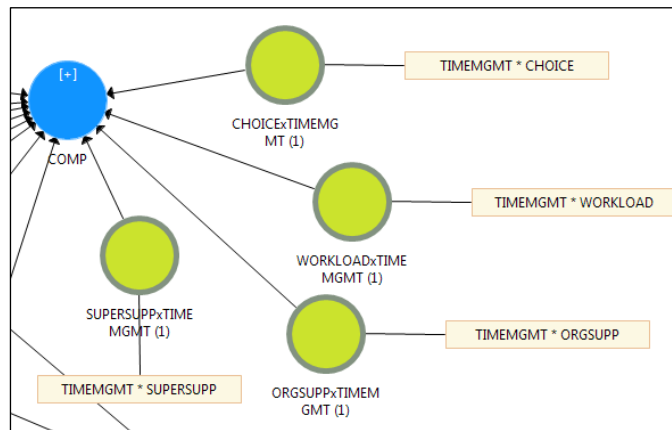 [+]
COMP
CHOICExTIMEMG
MT (1)
TIMEMGMT * CHOICE
WORKLOADxTIME
MGMT (1)
TIMEMGMT * WORKLOAD
SUPERSUPPxTIME
MGMT (1)
TIMEMGMT * SUPERSUPP
ORGSUPPxTIMEM
GMT (1)
TIMEMGMT * ORGSUPP